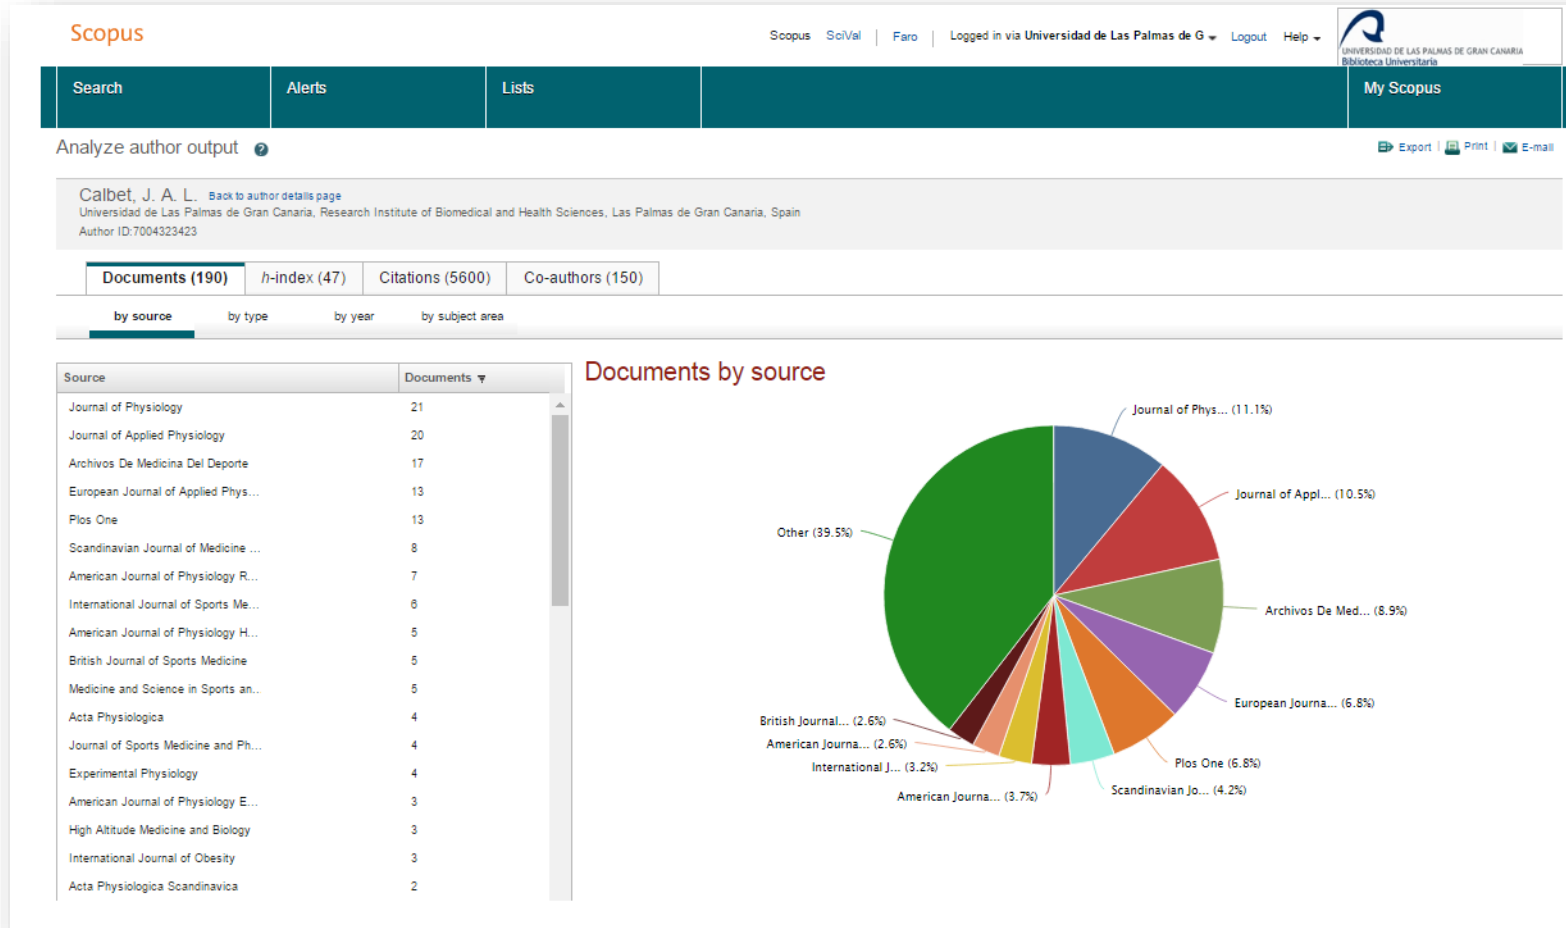 Scopus
Scopus SciVal | Faro | Logged in via Universidad de Las Palmas de G Logout Help
UNIVERSIDAD DE LAS PALMAS DE GRAN CANARIA
Biblioteca Universitaria
Search Alerts Lists My Scopus
Analyze author output ? Export | Print | E-mail
Calbet, J. A. L. Back to author details page
Universidad de Las Palmas de Gran Canaria, Research Institute of Biomedical and Health Sciences, Las Palmas de Gran Canaria, Spain
Author ID:7004323423
Documents (190) h-index (47) Citations (5600) Co-authors (150)
by source by type by year by subject area
Source Documents
Journal of Physiology 21
Journal of Applied Physiology 20
Archivos De Medicina Del Deporte 17
European Journal of Applied Phys... 13
Plos One 13
Scandinavian Journal of Medicine ... 8
American Journal of Physiology R... 7
International Journal of Sports Me... 6
American Journal of Physiology H... 5
British Journal of Sports Medicine 5
Medicine and Science in Sports an... 5
Acta Physiologica 4
Journal of Sports Medicine and Ph... 4
Experimental Physiology 4
American Journal of Physiology E... 3
High Altitude Medicine and Biology 3
International Journal of Obesity 3
Acta Physiologica Scandinavica 2
Documents by source
Journal of Phys... (11.1%)
Journal of Appl... (10.5%)
Other (39.5%)
Archivos De Med... (8.9%)
European Journa... (6.8%)
British Journal... (2.6%)
American Journa... (2.6%)
Plos One (6.8%)
International J... (3.2%)
Scandinavian Jo... (4.2%)
American Journa... (3.7%)